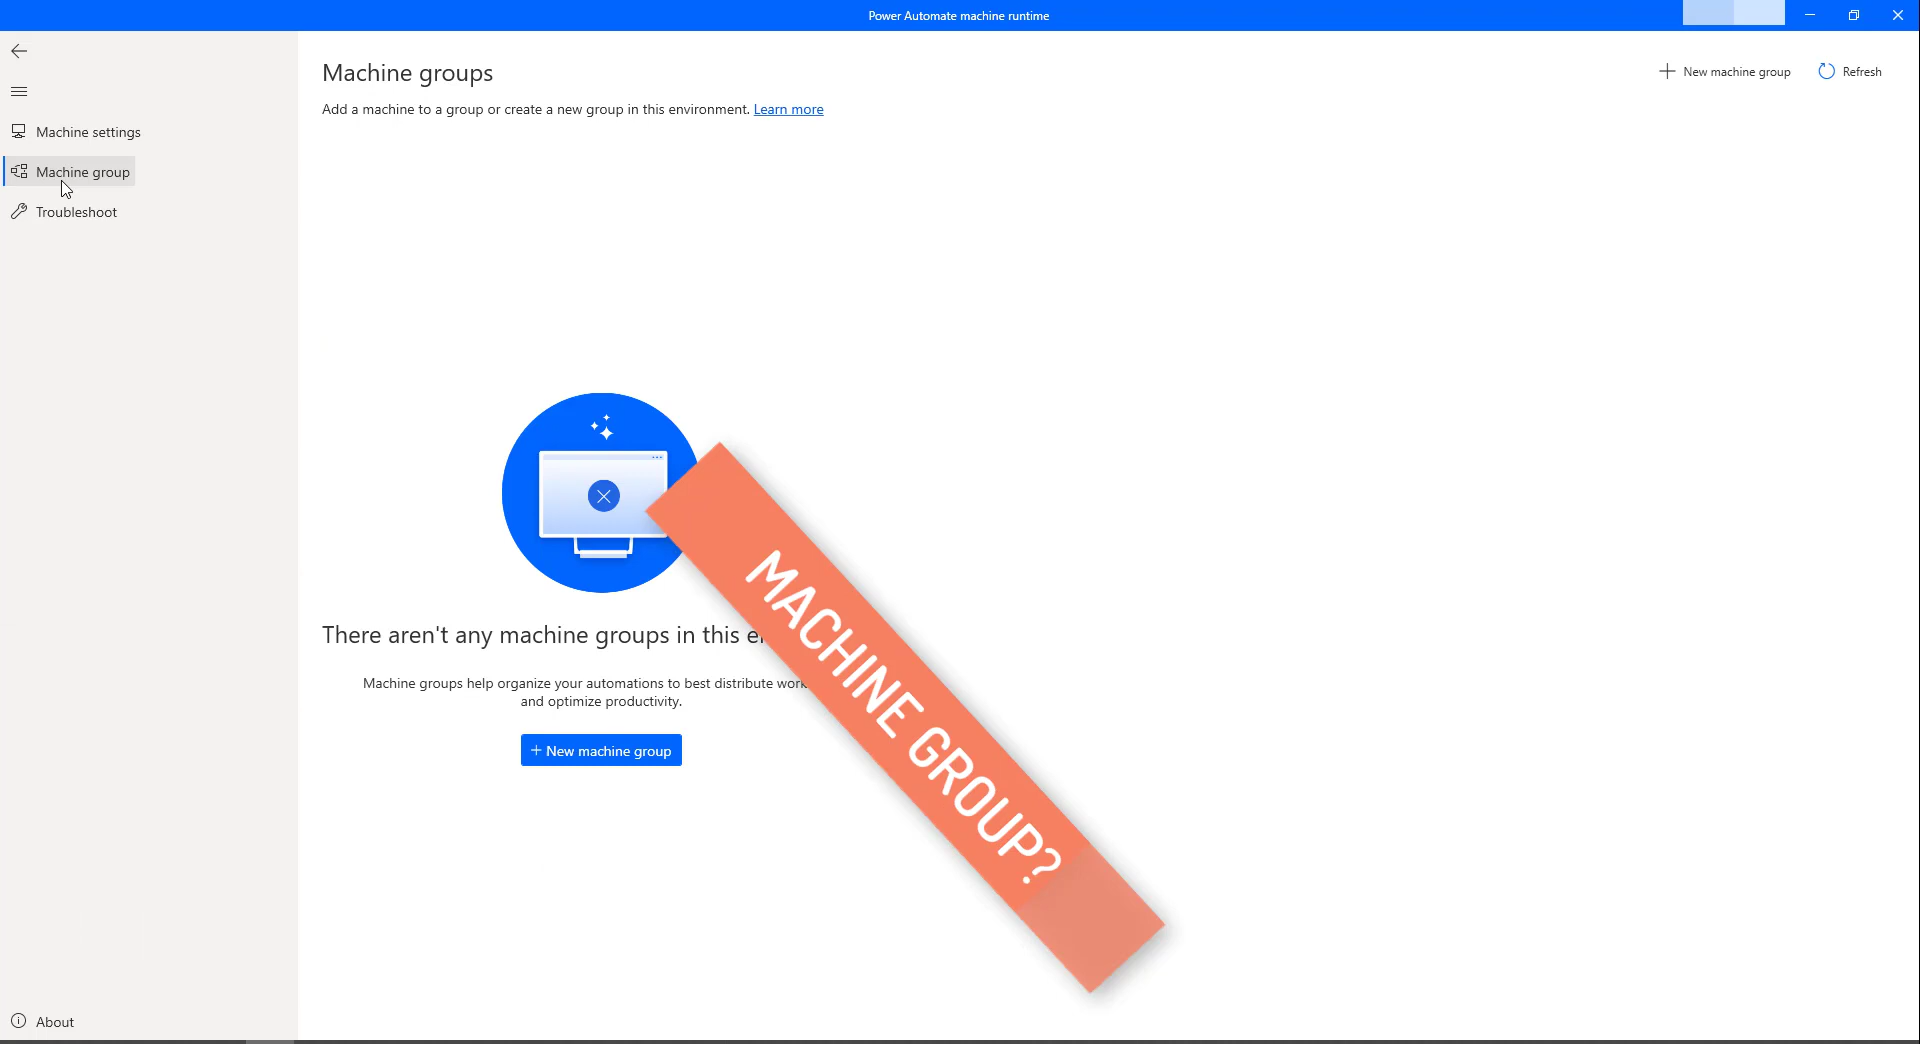 Power Automate machine runtime
Machine groups
New machine group
Refresh
Add a machine to a group or create a new group in this environment. Learn more
Machine settings
Machine group
Troubleshoot
There aren't any machine groups in this
Machine groups help organize your automations to best distribute work
and optimize productivity.
+ New machine group
MACHINE GROUP?
About